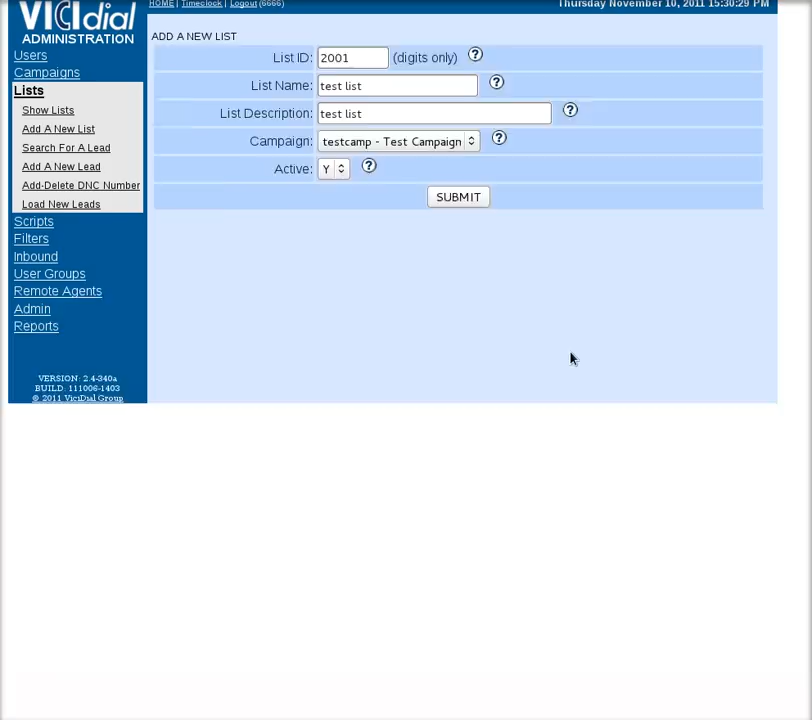 VICIdial
ADMINISTRATION
HOME | Timeclock | Logout (6666)
Thursday November 10, 2011 15:30:29 PM
Users
Campaigns
Lists
Show Lists
Add A New List
Search For A Lead
Add A New Lead
Add-Delete DNC Number
Load New Leads
Scripts
Filters
Inbound
User Groups
Remote Agents
Admin
Reports
VERSION: 2.4-340a
BUILD: 111006-1403
© 2011 ViciDial Group
ADD A NEW LIST
List ID: 2001 (digits only) ?
List Name: test list ?
List Description: test list ?
Campaign: testcamp - Test Campaign ?
Active: Y ?
SUBMIT